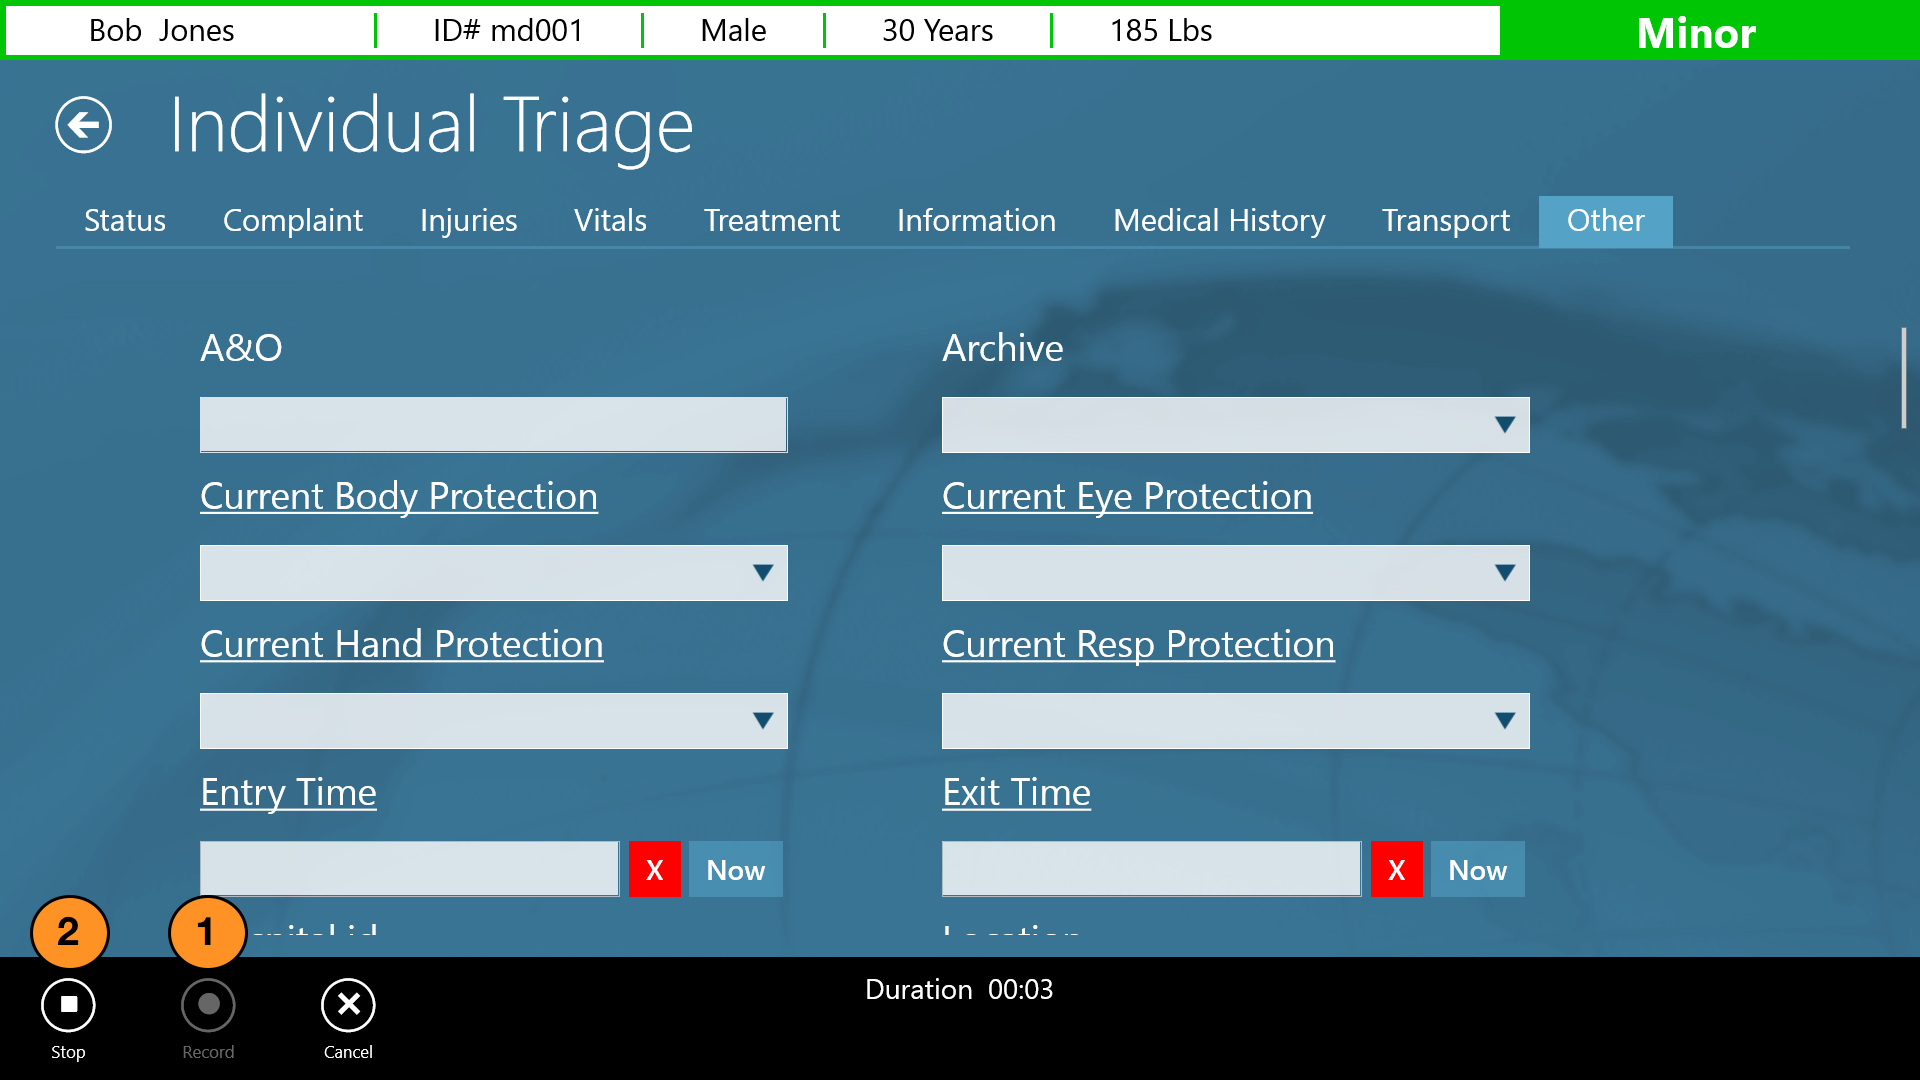 Bob Jones ID# md001 Male 30 Years 185 Lbs Minor
Individual Triage
Status Complaint Injuries Vitals Treatment Information Medical History Transport Other
A&O Archive
Current Body Protection Current Eye Protection
Current Hand Protection Current Resp Protection
Entry Time Exit Time
X Now X Now
Location
2 1
Duration 00:03
Stop Record Cancel